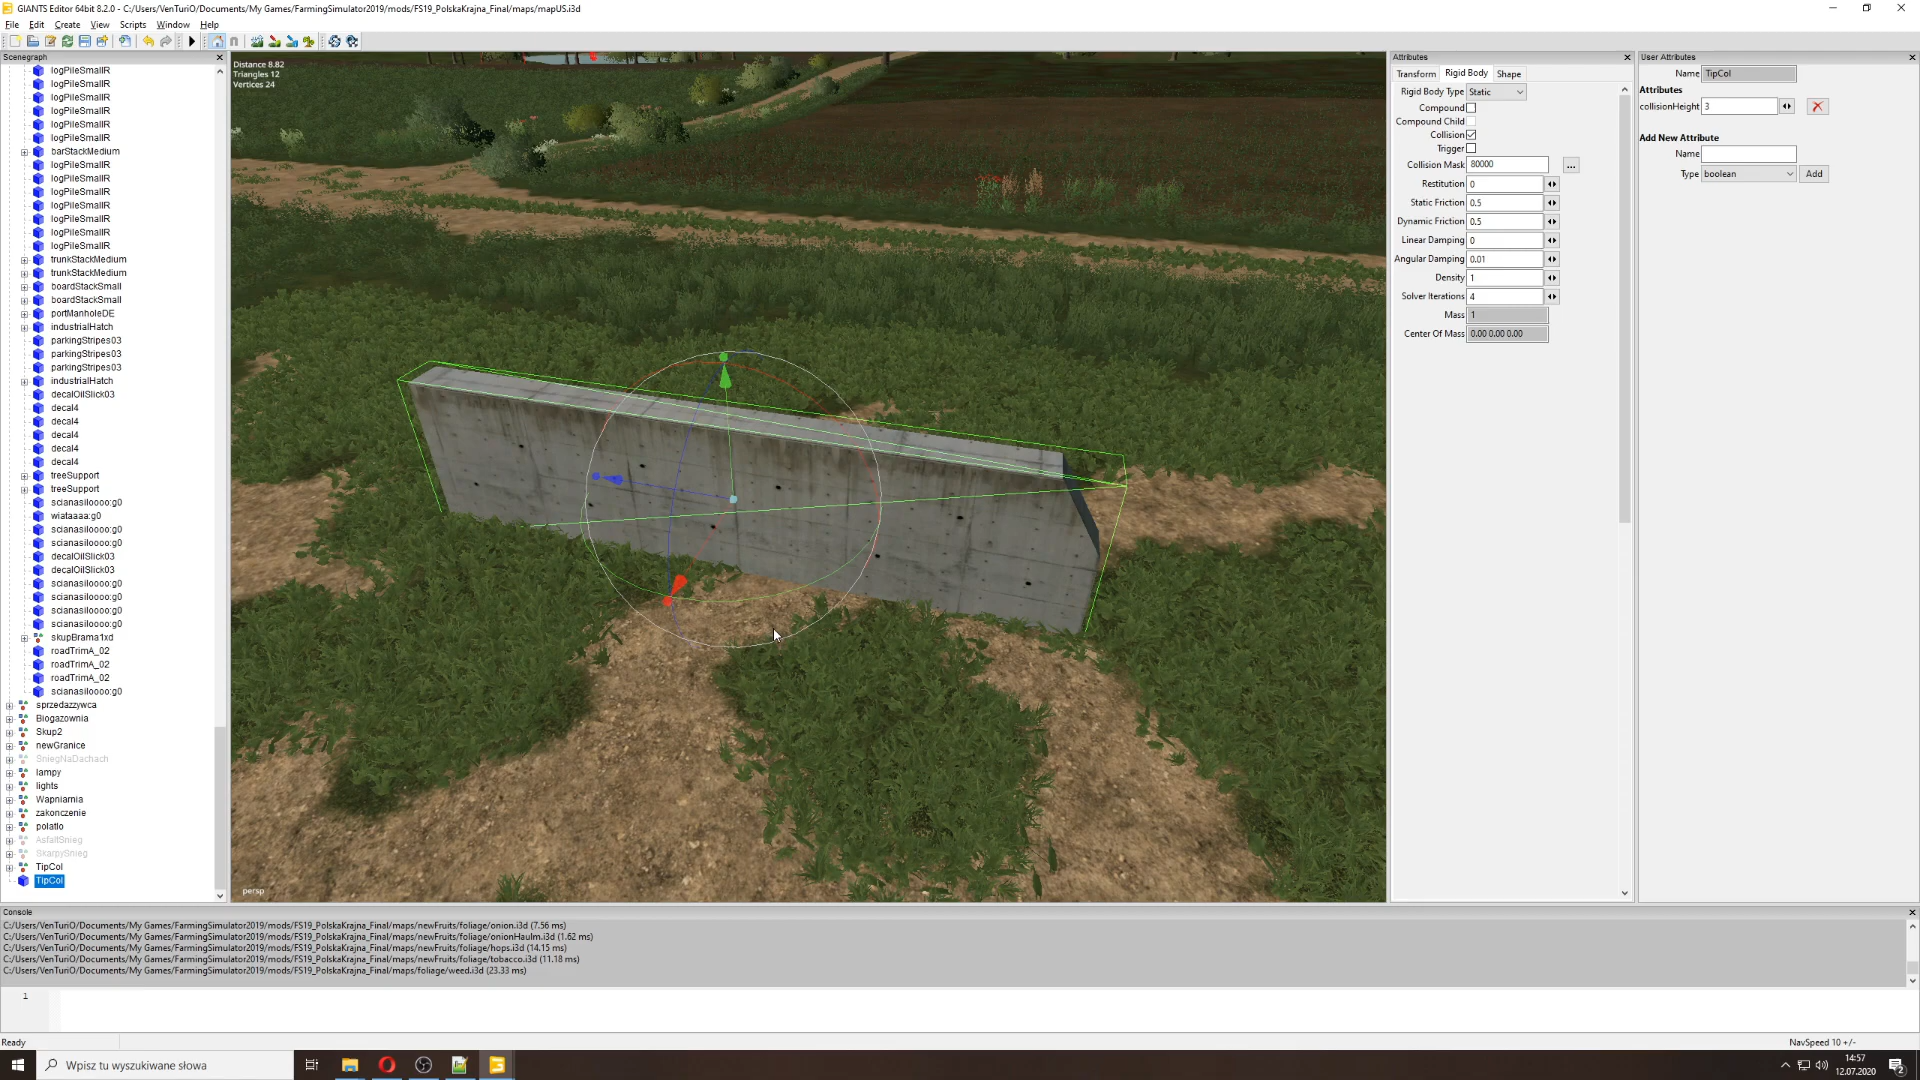 GIANTS Editor 64bit 8.2.0 - C:/Users/VenTuriO/Documents/My Games/FarmingSimulator2019/mods/FS19_PolskaKrajna_Final/maps/mapUS.i3d
File Edit Create View Scripts Window Help
Scenegraph
logPileSmallR
logPileSmallR
logPileSmallR
logPileSmallR
logPileSmallR
logPileSmallR
barStackMedium
logPileSmallR
logPileSmallR
logPileSmallR
logPileSmallR
logPileSmallR
logPileSmallR
logPileSmallR
trunkStackMedium
trunkStackMedium
boardStackSmall
boardStackSmall
portManholeDE
industrialHatch
parkingStripes03
parkingStripes03
parkingStripes03
industrialHatch
decalOilSlick03
decal4
decal4
decal4
decal4
decal4
treeSupport
treeSupport
scianasiloooo:g0
wiataaaa:g0
scianasiloooo:g0
scianasiloooo:g0
decalOilSlick03
decalOilSlick03
scianasiloooo:g0
scianasiloooo:g0
scianasiloooo:g0
scianasiloooo:g0
skupBrama1xd
roadTrimA_02
roadTrimA_02
roadTrimA_02
scianasiloooo:g0
sprzedazzywca
Biogazownia
Skup2
newGranice
SniegNaDachach
lampy
lights
Wapniarnia
zakonczenie
polatlo
AsfaltSnieg
SkarpySnieg
TipCol
TipCol
Distance 8.82
Triangles 12
Vertices 24
persp
Attributes
Transform Rigid Body Shape
Rigid Body Type Static
Compound
Compound Child
Collision
Trigger
Collision Mask 80000 ...
Restitution 0
Static Friction 0.5
Dynamic Friction 0.5
Linear Damping 0
Angular Damping 0.01
Density 1
Solver Iterations 4
Mass 1
Center Of Mass 0.00 0.00 0.00
User Attributes
Name TipCol
Attributes
collisionHeight 3
Add New Attribute
Name
Type boolean Add
Console
C:/Users/VenTuriO/Documents/My Games/FarmingSimulator2019/mods/FS19_PolskaKrajna_Final/maps/newFruits/foliage/onion.i3d (7.56 ms)
C:/Users/VenTuriO/Documents/My Games/FarmingSimulator2019/mods/FS19_PolskaKrajna_Final/maps/newFruits/foliage/onionHaulm.i3d (1.62 ms)
C:/Users/VenTuriO/Documents/My Games/FarmingSimulator2019/mods/FS19_PolskaKrajna_Final/maps/newFruits/foliage/hops.i3d (14.15 ms)
C:/Users/VenTuriO/Documents/My Games/FarmingSimulator2019/mods/FS19_PolskaKrajna_Final/maps/newFruits/foliage/tobacco.i3d (11.18 ms)
C:/Users/VenTuriO/Documents/My Games/FarmingSimulator2019/mods/FS19_PolskaKrajna_Final/maps/foliage/weed.i3d (23.33 ms)
1
Ready
NavSpeed 10 +/-
Wpisz tu wyszukiwane słowa
14:57
12.07.2020
2